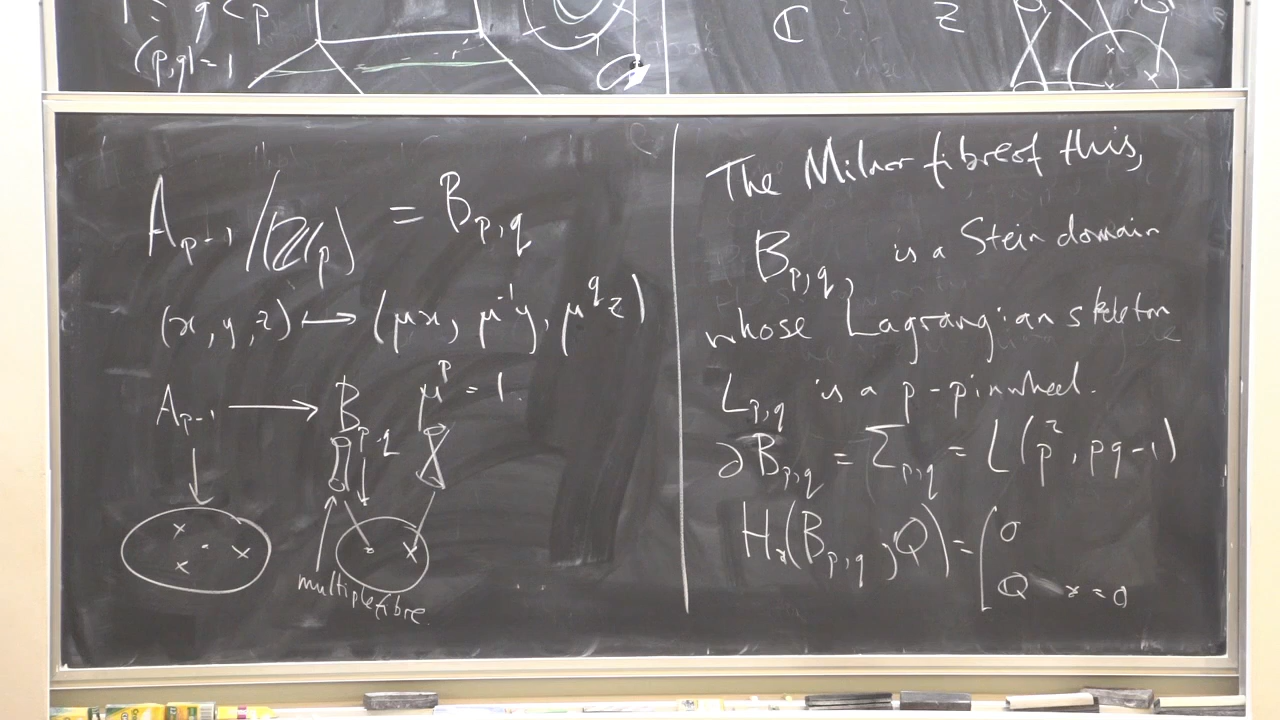 (p,q)=1
ℂ 2 Z
A_{p-1}/(ℤ/p) = B_{p,q}
(x, y, z) ↦ (μx, μ^{-1}y, μ^q z)
μ^p = 1.
A_{p-1} → B_{p,q}
multiple fibre.
The Milnor fibre of this,
B_{p,q}, is a Stein domain
whose Lagrangian skeleton
L_{p,q} is a p-pinwheel.
∂B_{p,q} = Σ_{p,q} = L(p², pq-1)
H_*(B_{p,q}, Q) = { 0
Q * = 0